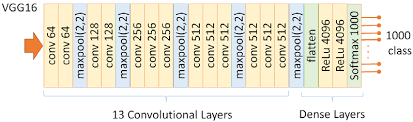 VGG16
conv 64
conv 64
maxpool(2,2)
conv 128
conv 128
maxpool(2,2)
conv 256
conv 256
conv 256
maxpool(2,2)
conv 512
conv 512
conv 512
maxpool(2,2)
conv 512
conv 512
conv 512
maxpool(2,2)
flatten
ReLu 4096
ReLu 4096
Softmax 1000
1000
class
13 Convolutional Layers
Dense Layers